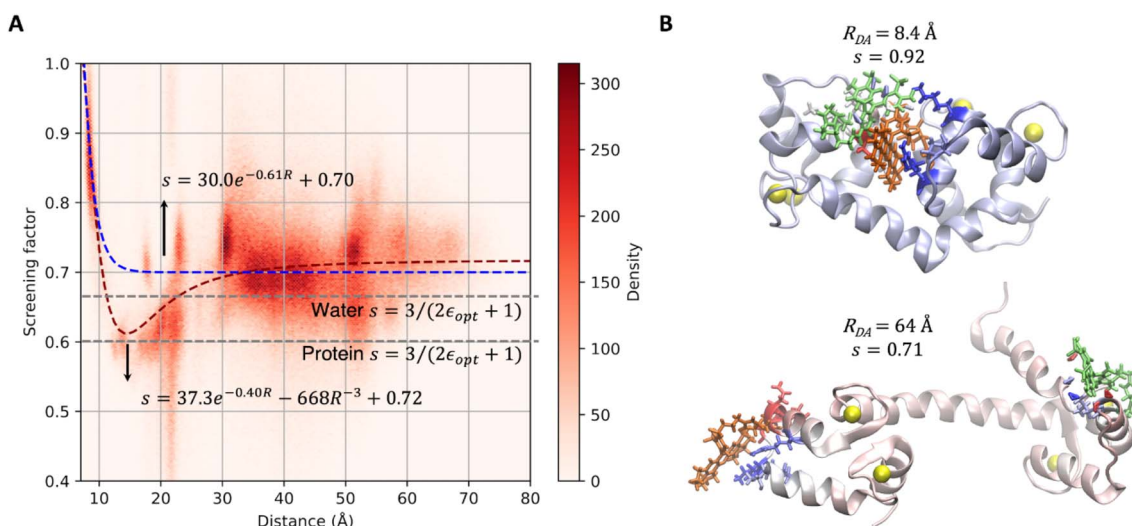 A
Screening factor
1.0
0.9
0.8
0.7
0.6
0.5
0.4
s = 30.0e^{−0.61R} + 0.70
Water s = 3/(2ϵ_{opt} + 1)
Protein s = 3/(2ϵ_{opt} + 1)
s = 37.3e^{−0.40R} − 668R^{−3} + 0.72
10 20 30 40 50 60 70 80
Distance (Å)
300
250
200
150
100
50
0
Density
B
R_{DA} = 8.4 Å
s = 0.92
R_{DA} = 64 Å
s = 0.71